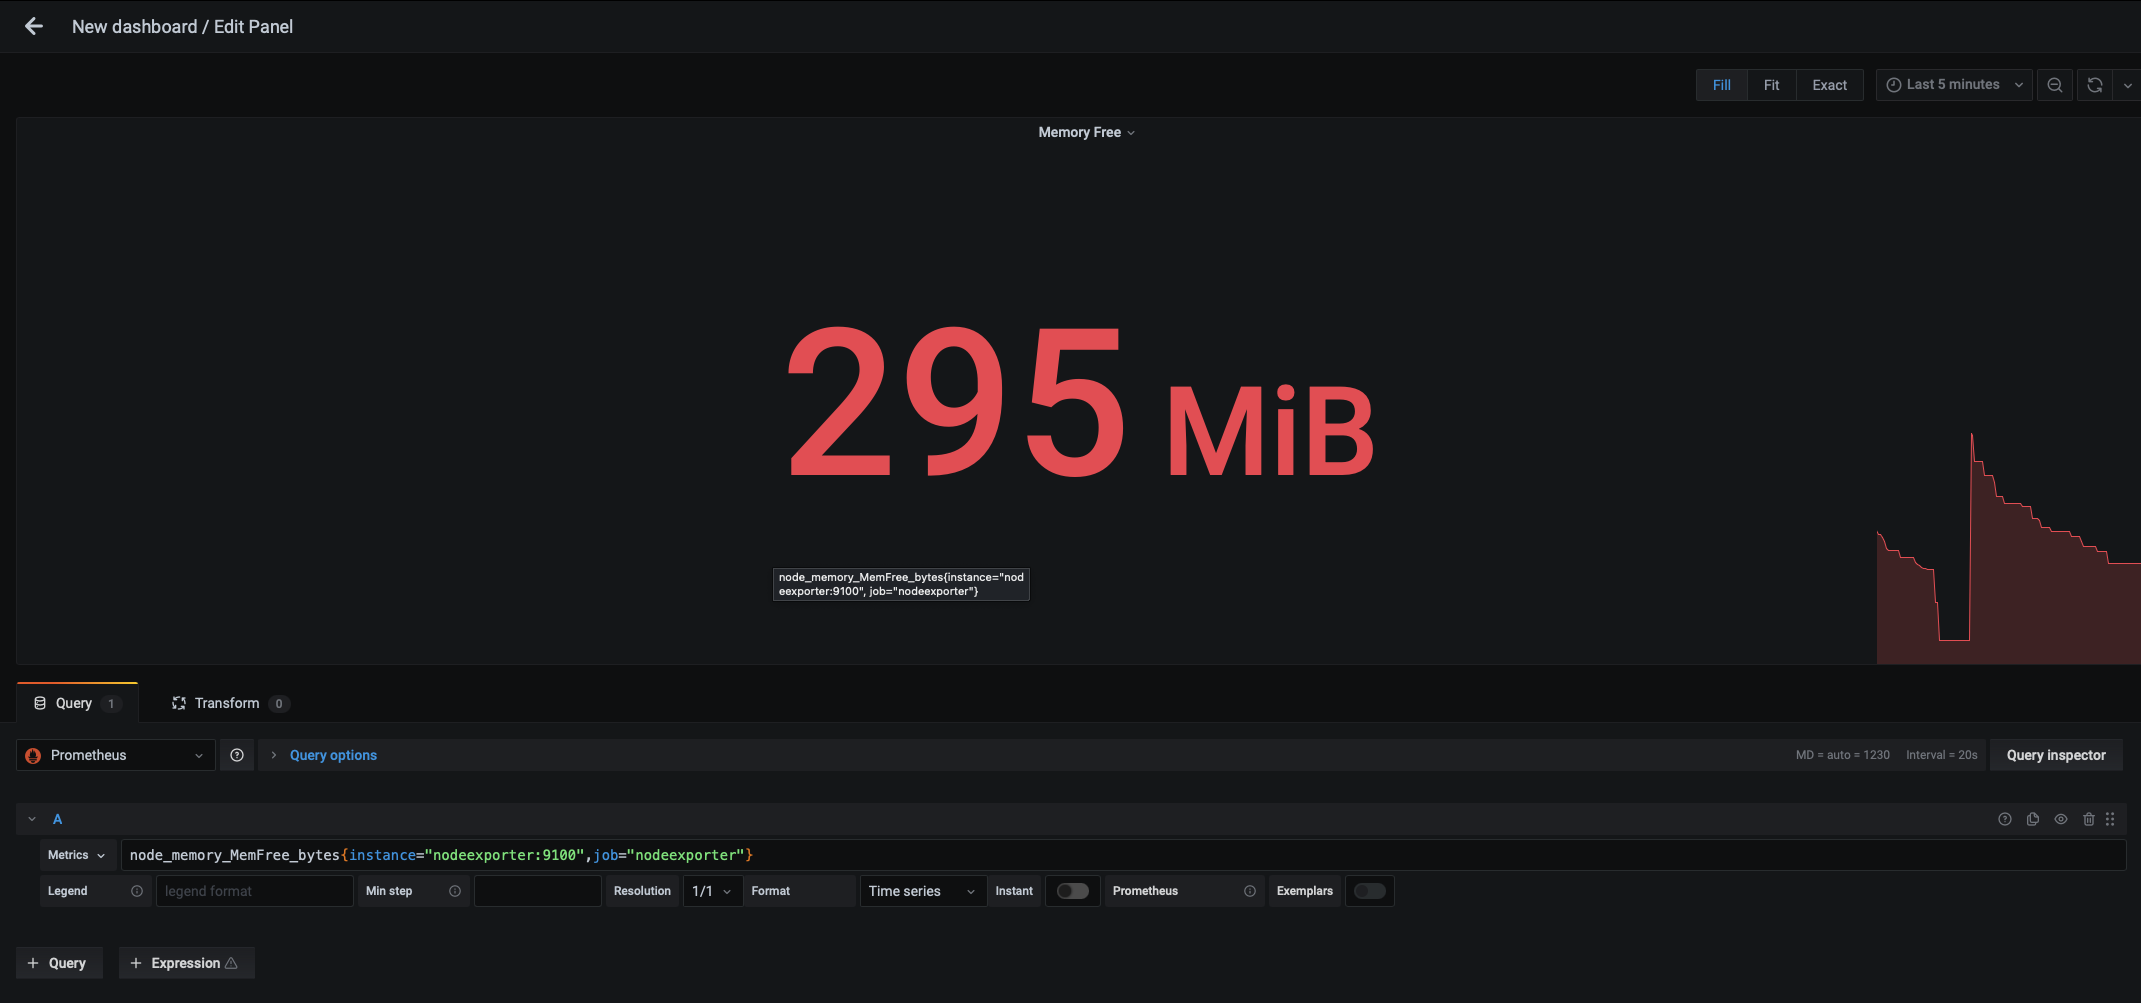 New dashboard / Edit Panel
Fill Fit Exact Last 5 minutes
Memory Free
295 MiB
node_memory_MemFree_bytes{instance="nod
eexporter:9100", job="nodeexporter"}
Query 1 Transform 0
Prometheus Query options MD = auto = 1230 Interval = 20s Query inspector
A
Metrics node_memory_MemFree_bytes{instance="nodeexporter:9100",job="nodeexporter"}
Legend legend format Min step Resolution 1/1 Format Time series Instant Prometheus Exemplars
+ Query + Expression